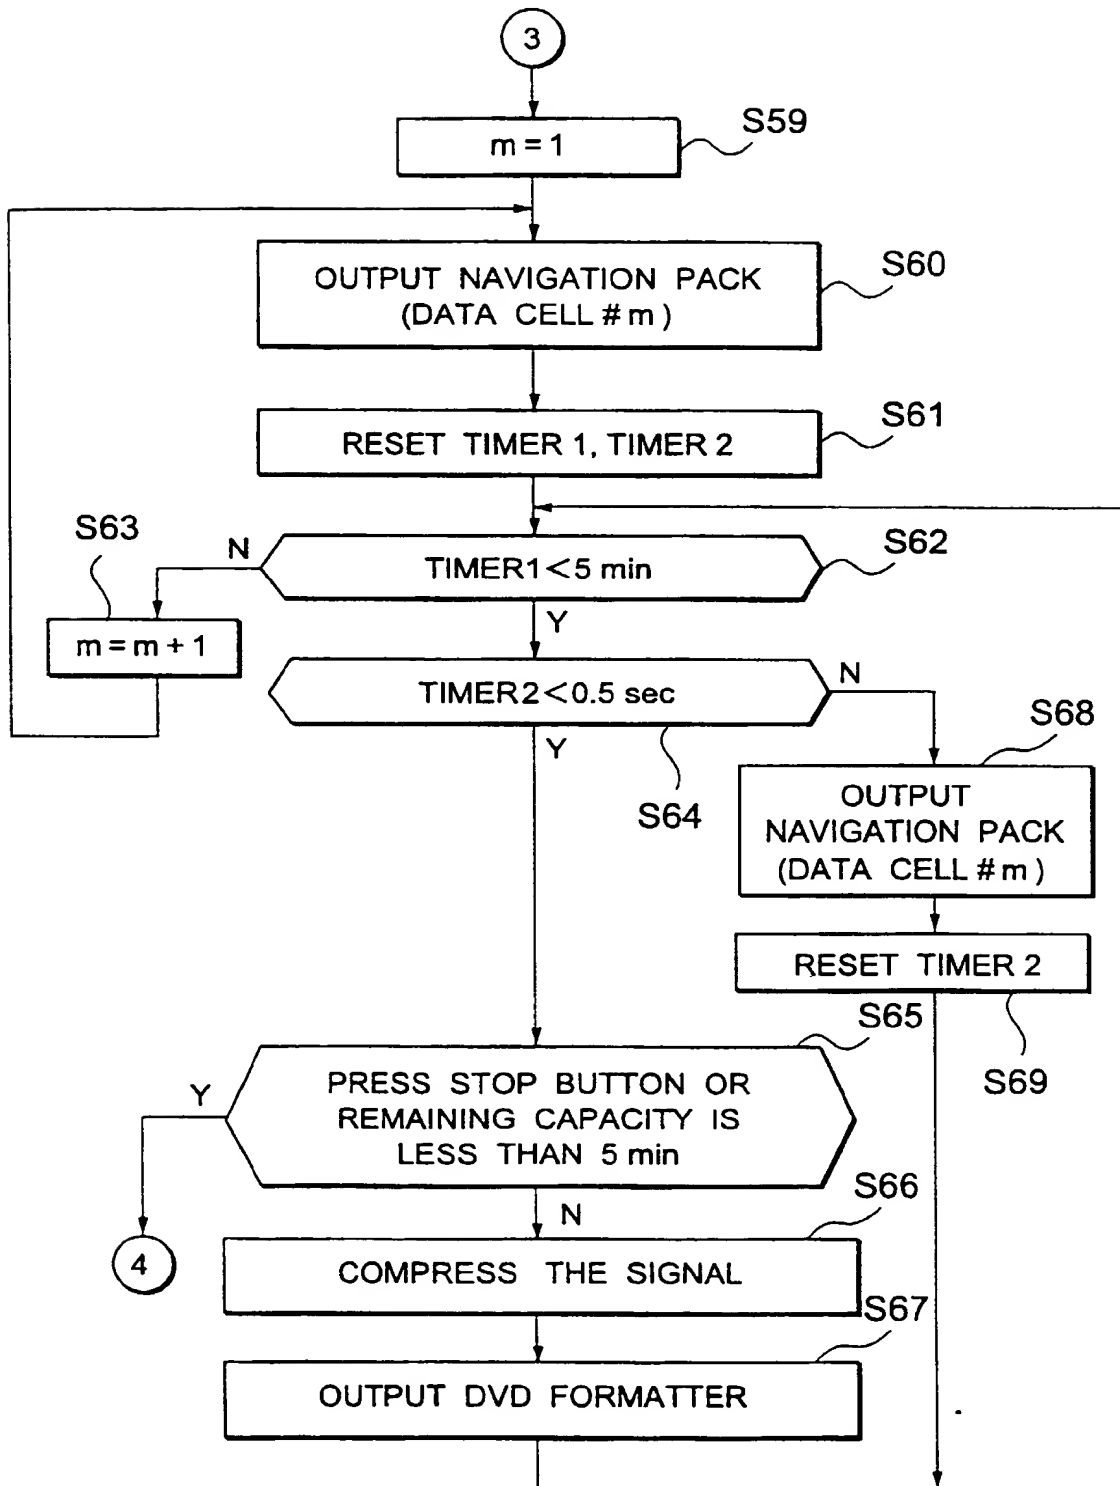 3
S59
m = 1
S60
OUTPUT NAVIGATION PACK
(DATA CELL # m )
S61
RESET TIMER 1, TIMER 2
S63
N
S62
TIMER1<5 min
Y
m = m + 1
TIMER2<0.5 sec
N
Y
S64
S68
OUTPUT
NAVIGATION PACK
(DATA CELL # m )
RESET TIMER 2
S69
S65
Y
PRESS STOP BUTTON OR
REMAINING CAPACITY IS
LESS THAN 5 min
N
4
S66
COMPRESS THE SIGNAL
S67
OUTPUT DVD FORMATTER